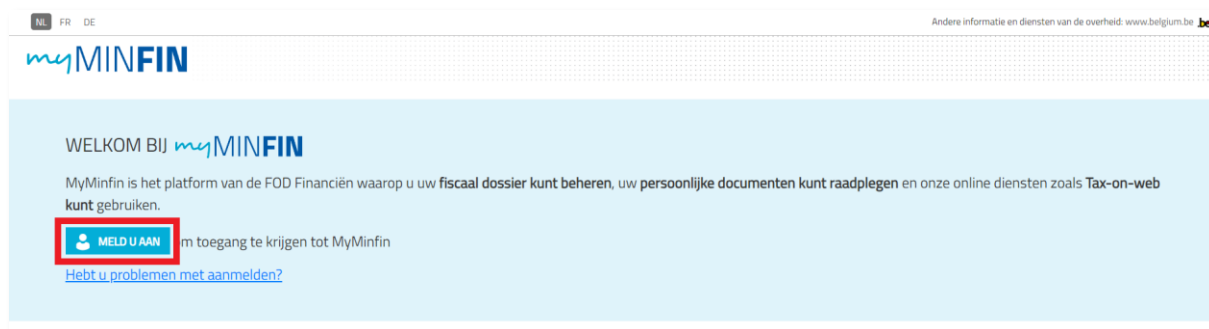 NL FR DE
Andere informatie en diensten van de overheid: www.belgium.be .be
myMINFIN
WELKOM BIJ myMINFIN
MyMinfin is het platform van de FOD Financiën waarop u uw fiscaal dossier kunt beheren, uw persoonlijke documenten kunt raadplegen en onze online diensten zoals Tax-on-web
kunt gebruiken.
MELD U AAN m toegang te krijgen tot MyMinfin
Hebt u problemen met aanmelden?